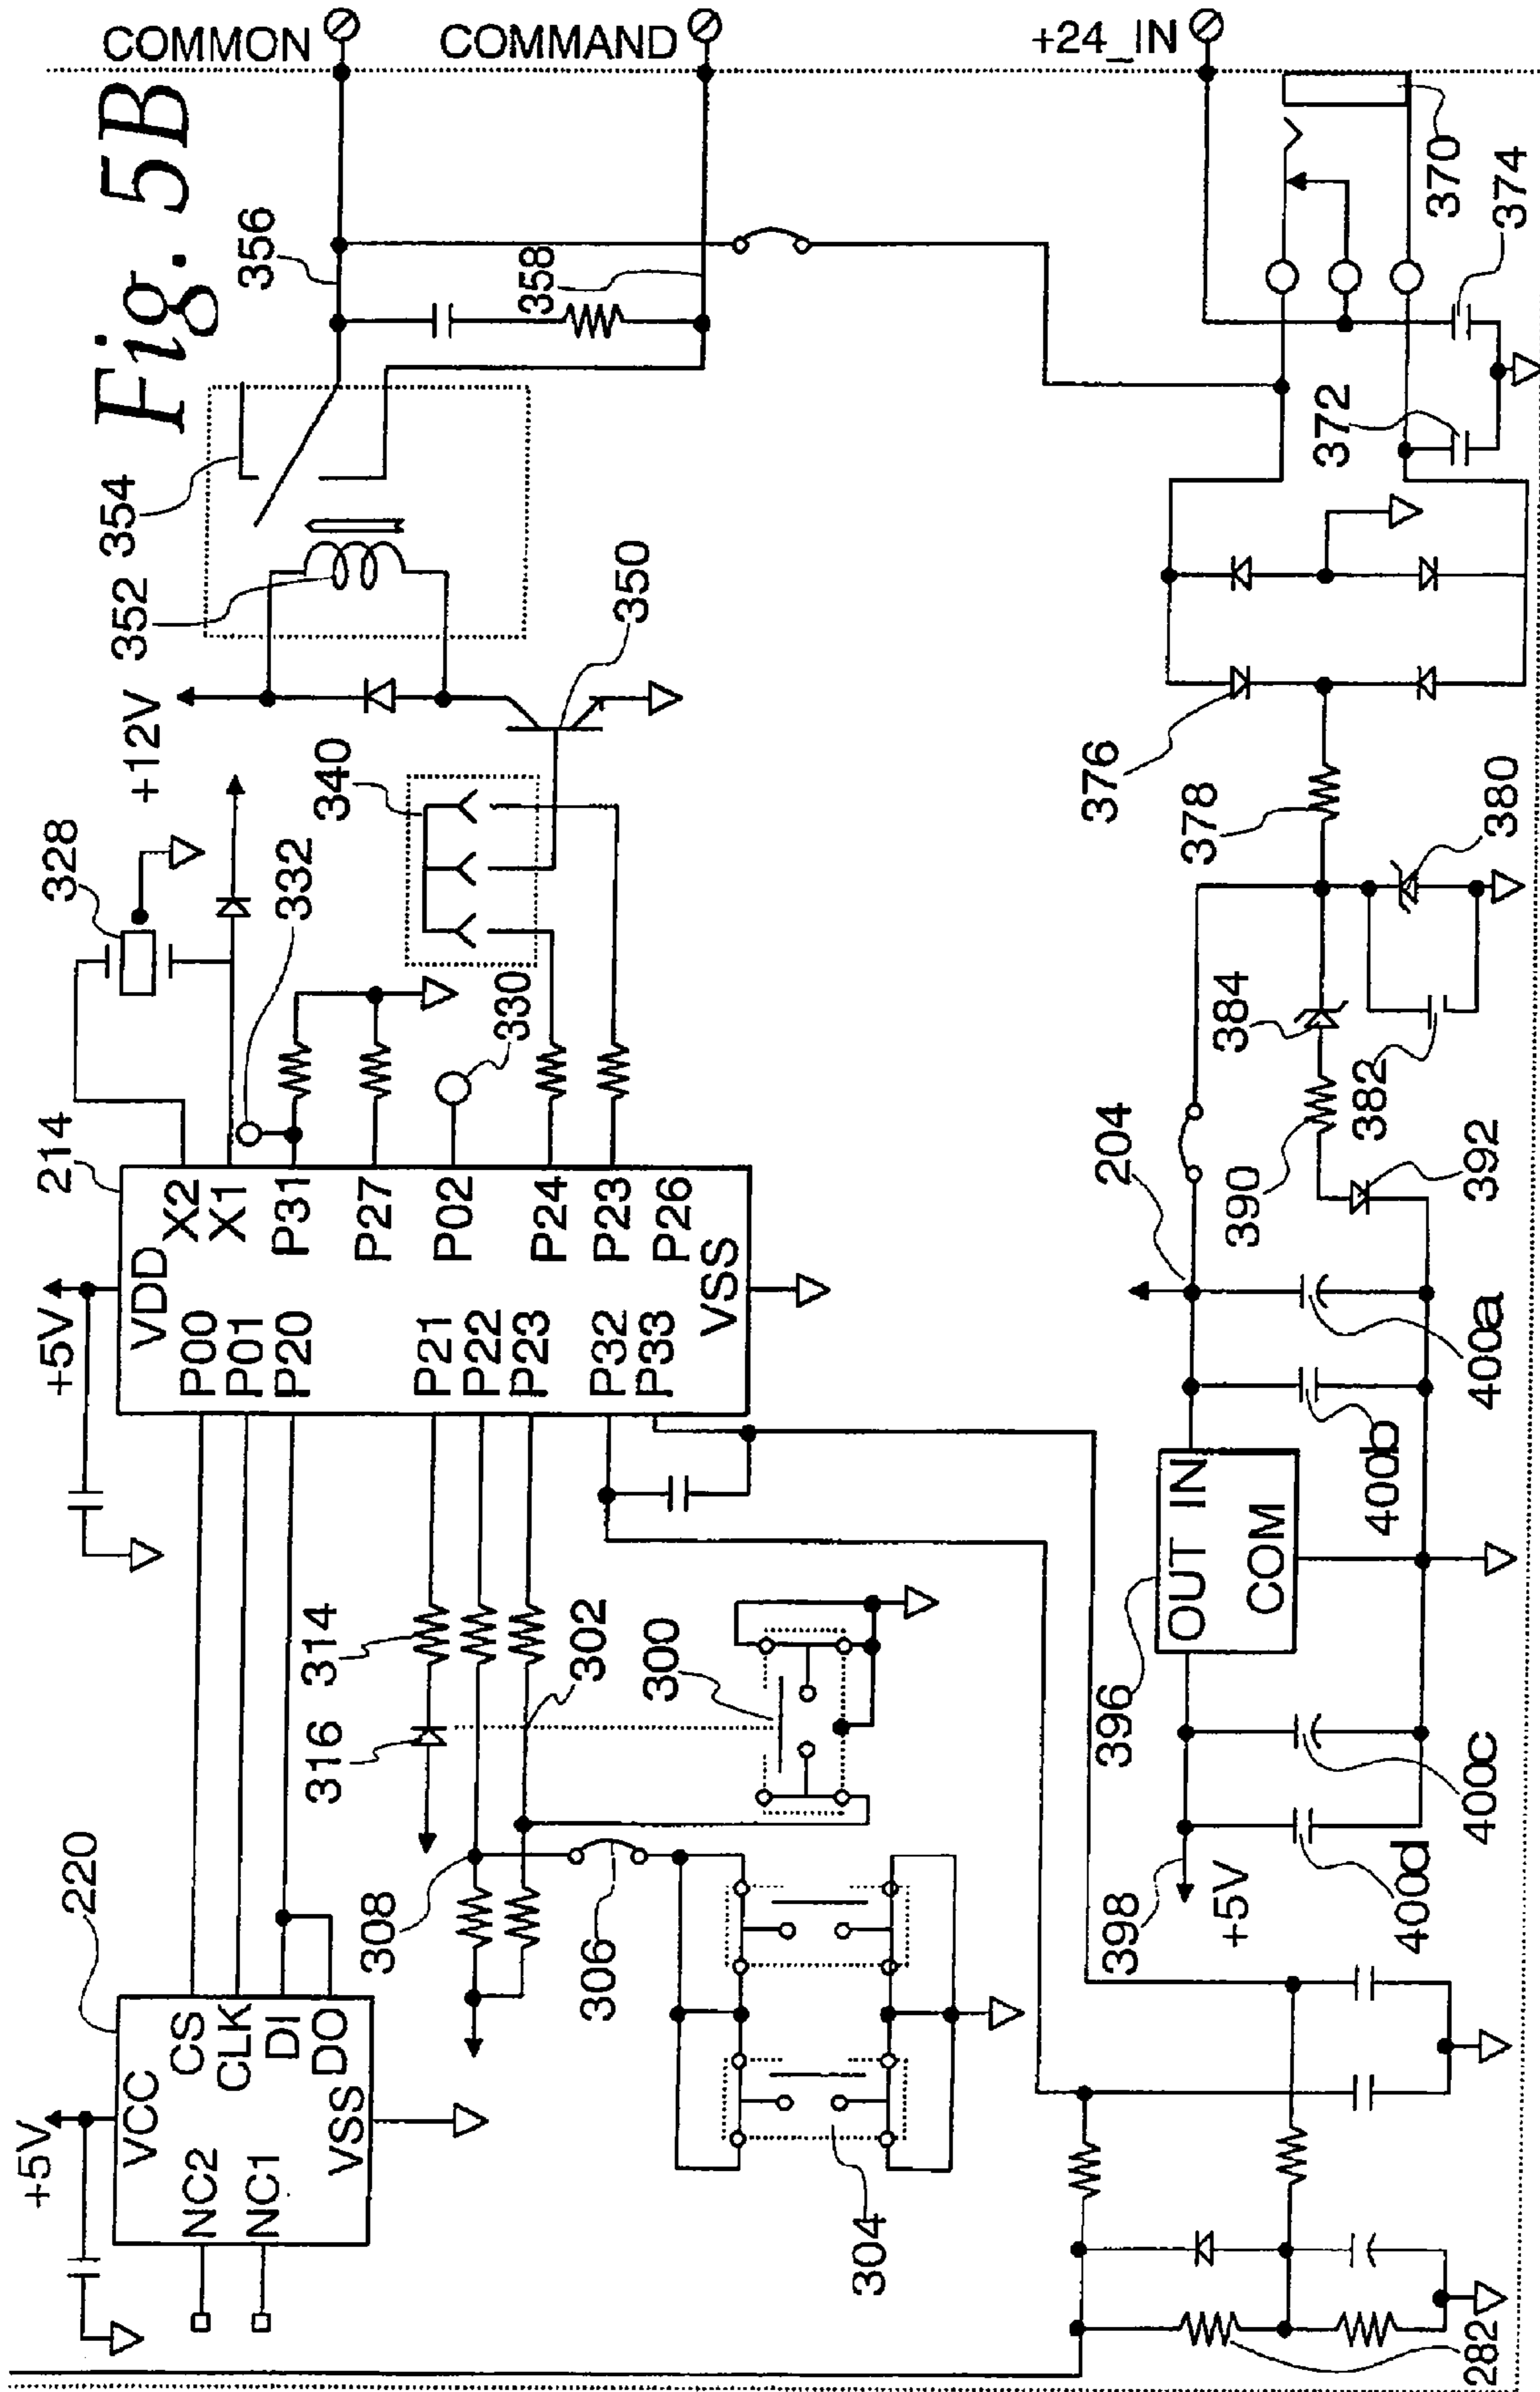 Fig. 5B
COMMON
COMMAND
+24_IN
356
358
370
374
372
354
352
350
+12V
340
328
332
330
376
378
380
384
382
390
392
204
214
+5V
VDD
X2
X1
P31
P27
P02
P24
P23
P26
VSS
P00
P01
P20
P21
P22
P23
P32
P33
400a
400b
OUT IN
COM
396
400c
400d
398
+5V
314
316
302
300
308
306
304
220
+5V
VCC
CS
CLK
DI
DO
VSS
NC2
NC1
282